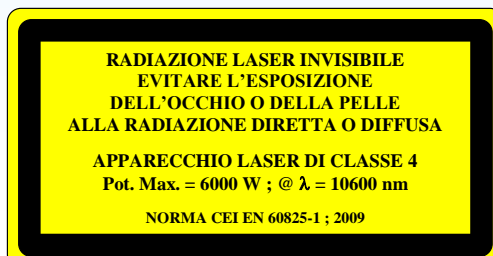 RADIAZIONE LASER INVISIBILE
EVITARE L'ESPOSIZIONE
DELL'OCCHIO O DELLA PELLE
ALLA RADIAZIONE DIRETTA O DIFFUSA
APPARECCHIO LASER DI CLASSE 4
Pot. Max. = 6000 W ; @ λ = 10600 nm
NORMA CEI EN 60825-1 ; 2009